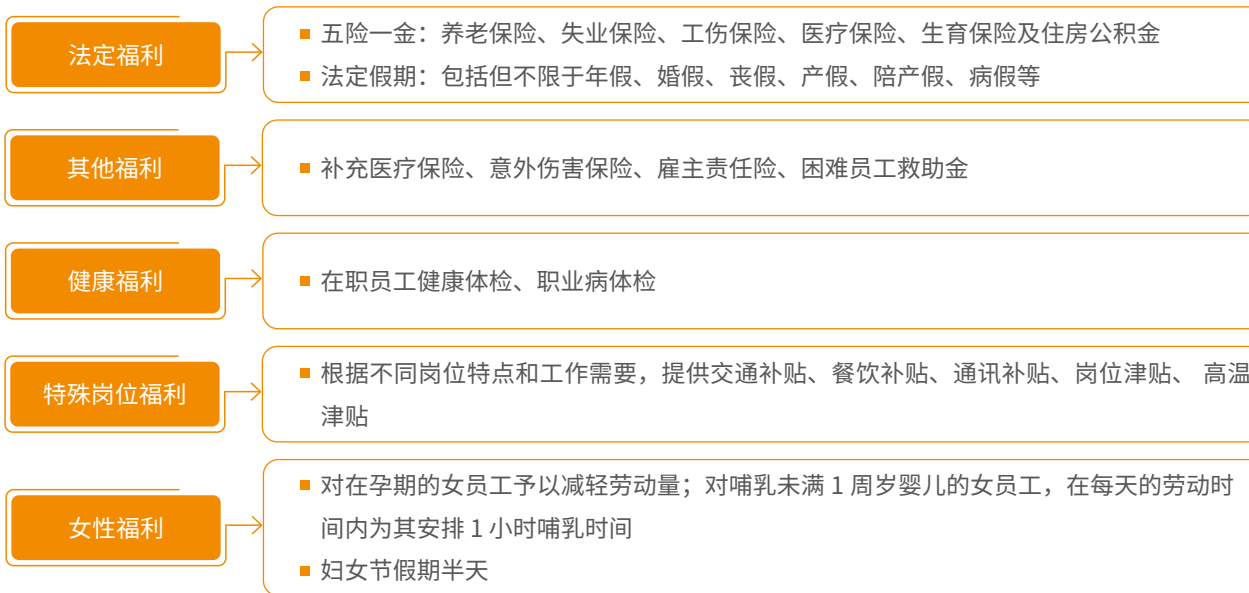 法定福利
五险一金：养老保险、失业保险、工伤保险、医疗保险、生育保险及住房公积金
法定假期：包括但不限于年假、婚假、丧假、产假、陪产假、病假等
其他福利
补充医疗保险、意外伤害保险、雇主责任险、困难员工救助金
健康福利
在职员工健康体检、职业病体检
特殊岗位福利
根据不同岗位特点和工作需要，提供交通补贴、餐饮补贴、通讯补贴、岗位津贴、 高温
津贴
女性福利
对在孕期的女员工予以减轻劳动量；对哺乳未满 1 周岁婴儿的女员工，在每天的劳动时
间内为其安排 1 小时哺乳时间
妇女节假期半天